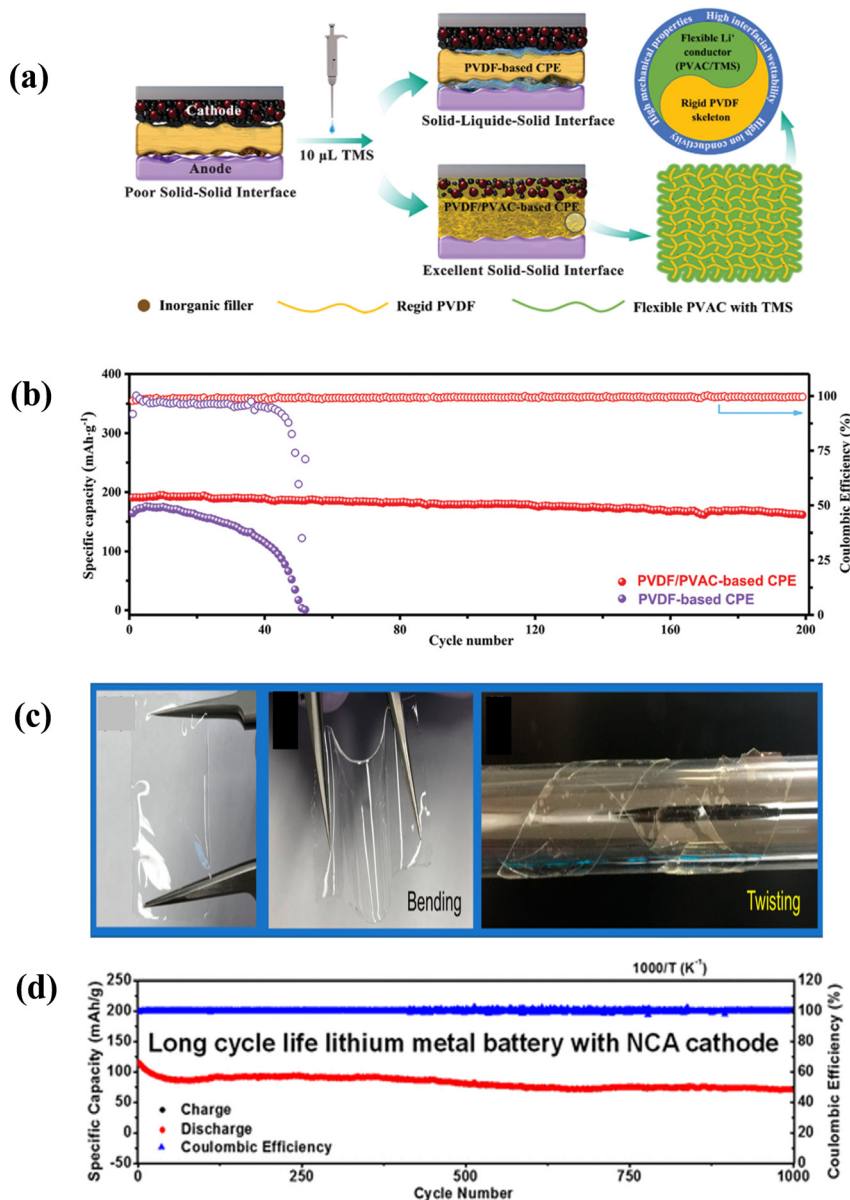 (a)
Cathode
Anode
Poor Solid-Solid Interface
10 µL TMS
PVDF-based CPE
Solid-Liquide-Solid Interface
PVDF/PVAC-based CPE
Excellent Solid-Solid Interface
High mechanical properties
High interfacial wettability
High ion conductivity
Flexible Li⁺
conductor
(PVAC/TMS)
Rigid PVDF
skeleton
Inorganic filler
Regid PVDF
Flexible PVAC with TMS
(b)
Specific capacity (mAh·g⁻¹)
400
300
200
100
0
0
40
80
120
160
200
Cycle number
100
75
50
25
0
Coulombic Efficiency (%)
PVDF/PVAC-based CPE
PVDF-based CPE
(c)
Bending
Twisting
(d)
1000/T (K⁻¹)
Specific Capacity (mAh/g)
250
200
150
100
50
0
-50
Long cycle life lithium metal battery with NCA cathode
Charge
Discharge
Coulombic Efficiency
0
250
500
750
1000
Cycle Number
120
100
80
60
40
20
0
Coulombic Efficiency (%)